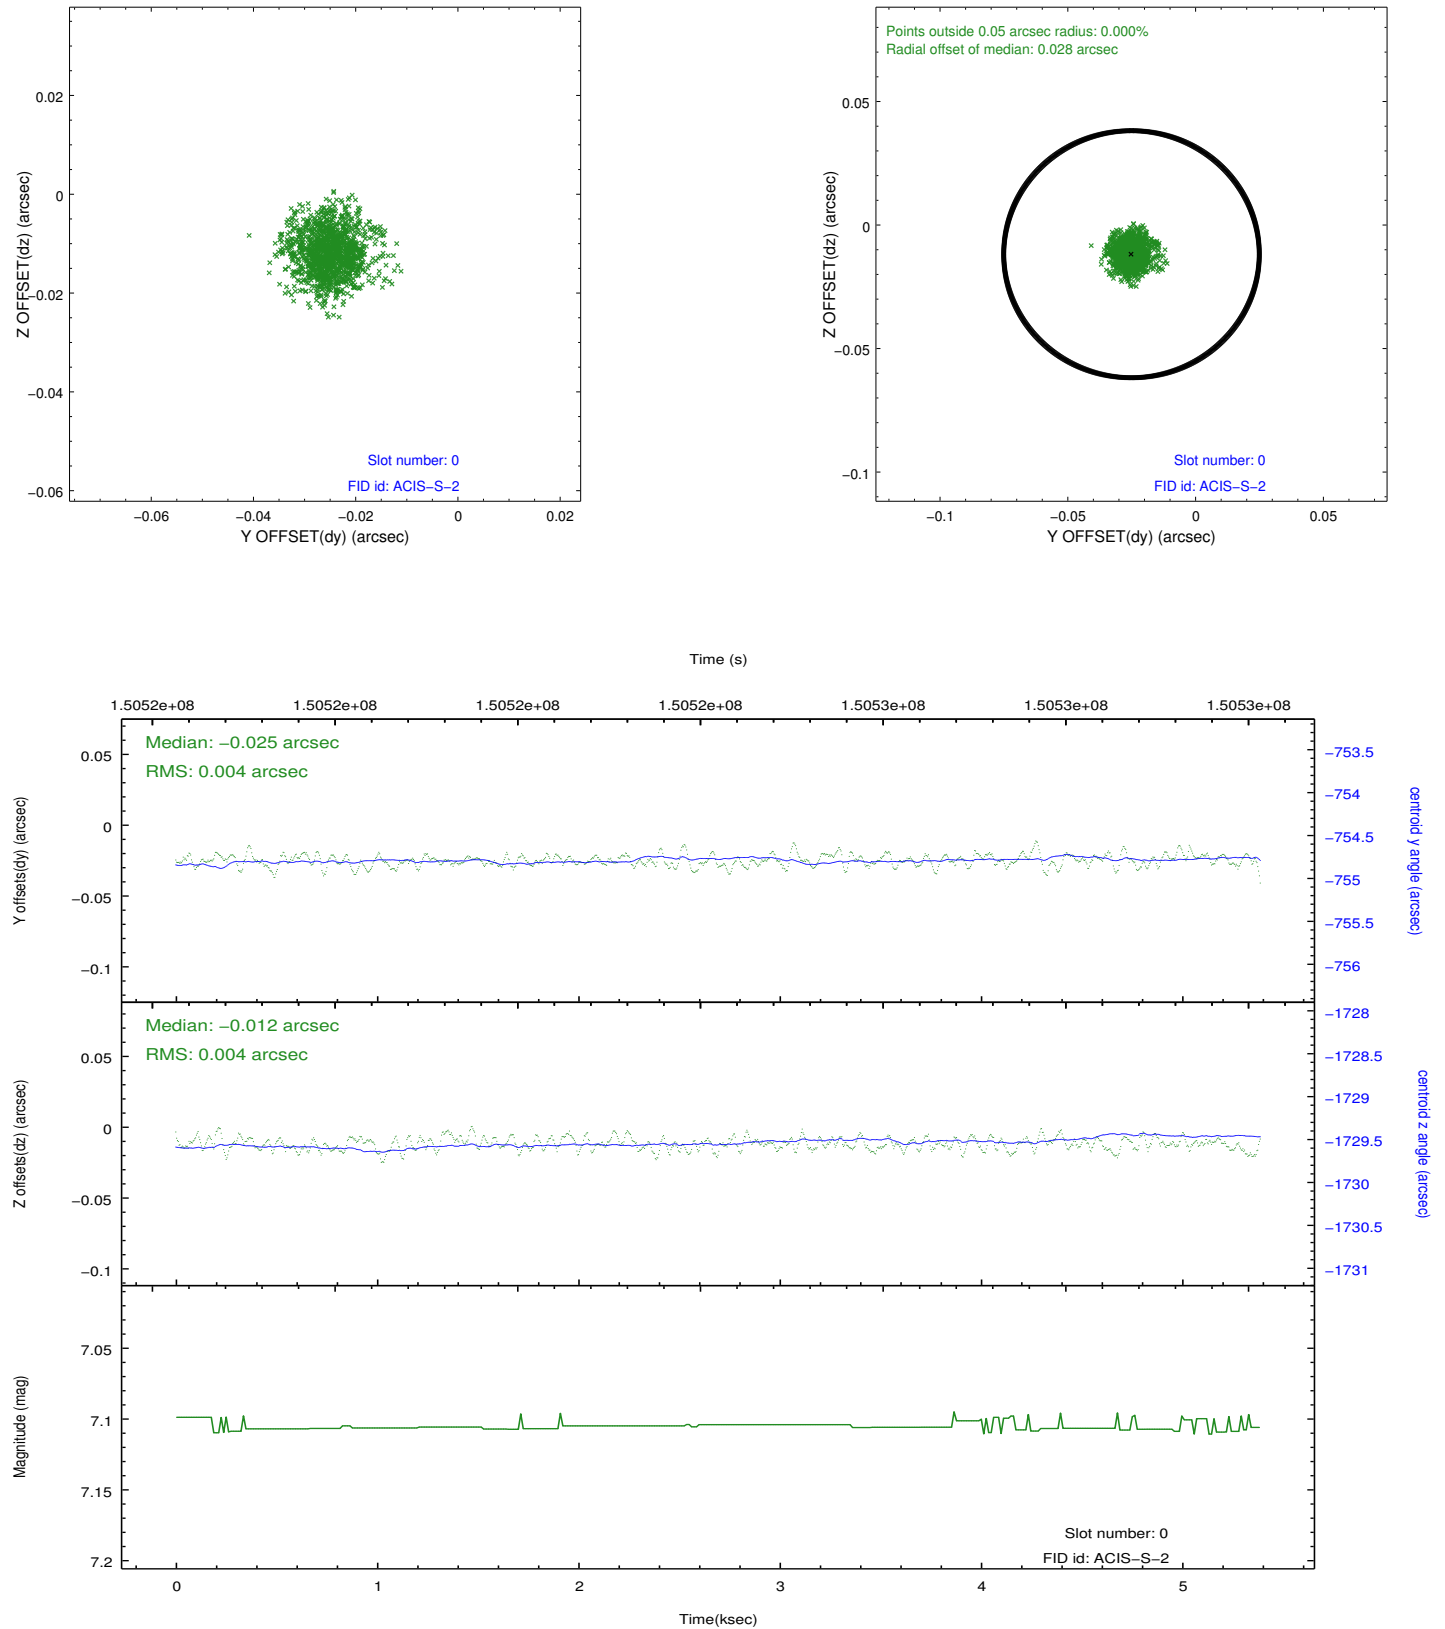 0.02
0
−0.02
−0.04
−0.06
Z OFFSET(dz) (arcsec)
Slot number: 0
FID id: ACIS−S−2
−0.06 −0.04 −0.02 0 0.02
Y OFFSET(dy) (arcsec)
Points outside 0.05 arcsec radius: 0.000%
Radial offset of median: 0.028 arcsec
0.05
0
−0.05
−0.1
Z OFFSET(dz) (arcsec)
Slot number: 0
FID id: ACIS−S−2
−0.1 −0.05 0 0.05
Y OFFSET(dy) (arcsec)
Time (s)
1.5052e+08 1.5052e+08 1.5052e+08 1.5052e+08 1.5053e+08 1.5053e+08 1.5053e+08
Median: −0.025 arcsec
RMS: 0.004 arcsec
0.05
0
−0.05
−0.1
Y offsets(dy) (arcsec)
−753.5
−754
−754.5
−755
−755.5
−756
centroid y angle (arcsec)
Median: −0.012 arcsec
RMS: 0.004 arcsec
0.05
0
−0.05
−0.1
Z offsets(dz) (arcsec)
−1728
−1728.5
−1729
−1729.5
−1730
−1730.5
−1731
centroid z angle (arcsec)
7.05
7.1
7.15
7.2
Magnitude (mag)
Slot number: 0
FID id: ACIS−S−2
0 1 2 3 4 5
Time(ksec)